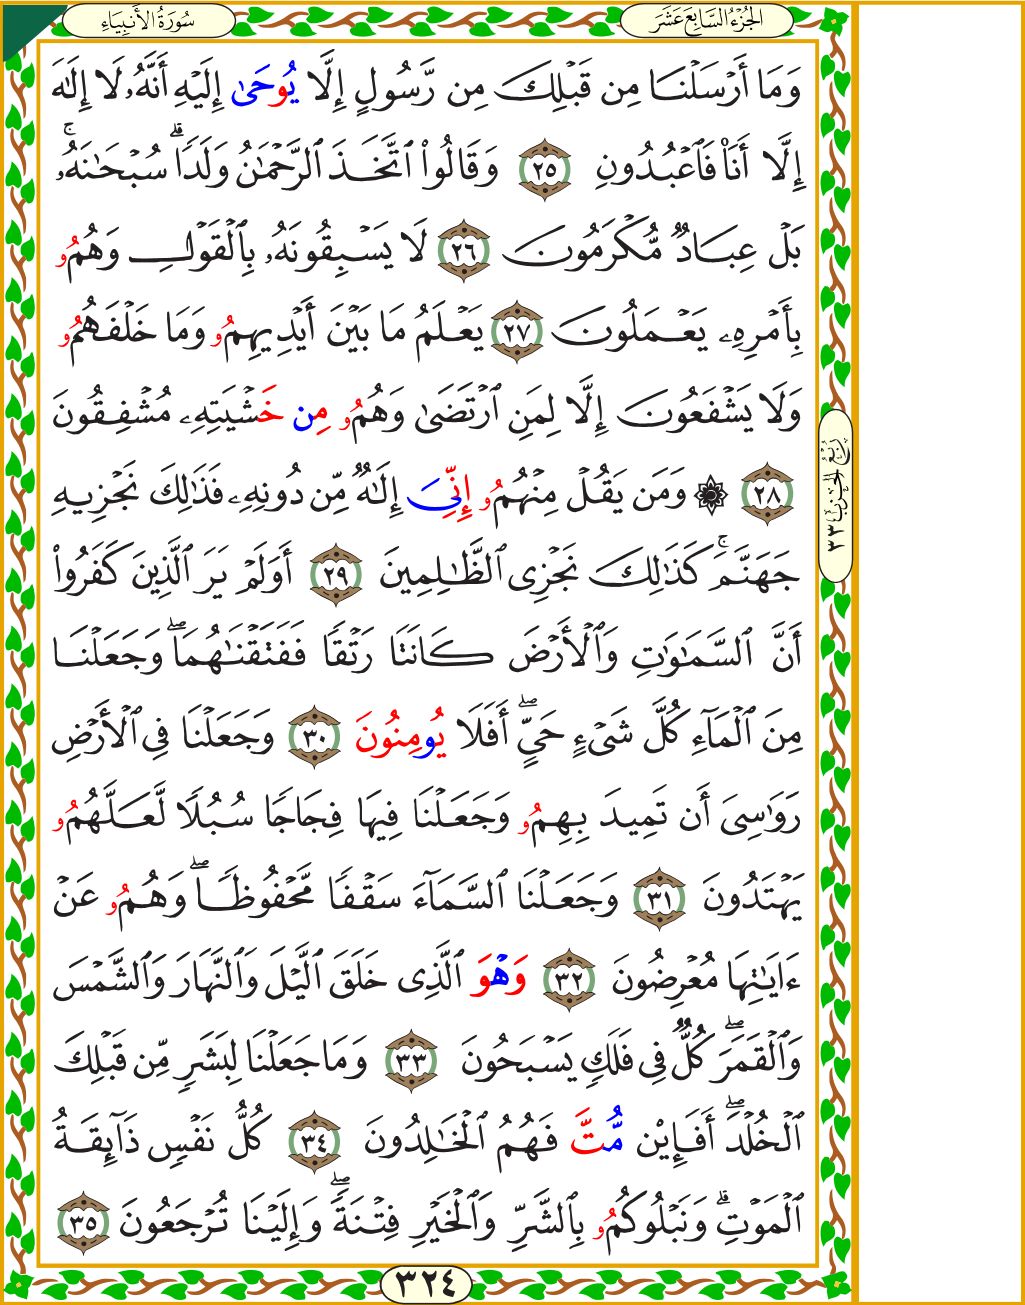 الجُزْءُ السَّابِعَ عَشَرَ
سُورَةُ الأَنبِيَاءِ
وَمَا أَرْسَلْنَا مِن قَبْلِكَ مِن رَّسُولٍ إِلَّا يُوحَىٰ إِلَيْهِ أَنَّهُۥ لَا إِلَٰهَ
إِلَّا أَنَا۠ فَٱعْبُدُونِ ٢٥ وَقَالُوا۟ ٱتَّخَذَ ٱلرَّحْمَٰنُ وَلَدًا ۗ سُبْحَٰنَهُۥ ۚ
بَلْ عِبَادٌ مُّكْرَمُونَ ٢٦ لَا يَسْبِقُونَهُۥ بِٱلْقَوْلِ وَهُمُۥ
بِأَمْرِهِۦ يَعْمَلُونَ ٢٧ يَعْلَمُ مَا بَيْنَ أَيْدِيهِمُۥ وَمَا خَلْفَهُمُۥ
وَلَا يَشْفَعُونَ إِلَّا لِمَنِ ٱرْتَضَىٰ وَهُمُۥ مِن خَشْيَتِهِۦ مُشْفِقُونَ
٢٨ ۞ وَمَن يَقُلْ مِنْهُمُۥ إِنِّيَ إِلَٰهٌ مِّن دُونِهِۦ فَذَٰلِكَ نَجْزِيهِ
جَهَنَّمَ ۚ كَذَٰلِكَ نَجْزِى ٱلظَّٰلِمِينَ ٢٩ أَوَلَمْ يَرَ ٱلَّذِينَ كَفَرُوا۟
أَنَّ ٱلسَّمَٰوَٰتِ وَٱلْأَرْضَ كَانَتَا رَتْقًا فَفَتَقْنَٰهُمَا ۖ وَجَعَلْنَا
مِنَ ٱلْمَآءِ كُلَّ شَىْءٍ حَىٍّ ۖ أَفَلَا يُومِنُونَ ٣٠ وَجَعَلْنَا فِى ٱلْأَرْضِ
رَوَٰسِىَ أَن تَمِيدَ بِهِمُۥ وَجَعَلْنَا فِيهَا فِجَاجًا سُبُلًا لَّعَلَّهُمُۥ
يَهْتَدُونَ ٣١ وَجَعَلْنَا ٱلسَّمَآءَ سَقْفًا مَّحْفُوظًا ۖ وَهُمُۥ عَنْ
ءَايَٰتِهَا مُعْرِضُونَ ٣٢ وَهْوَ ٱلَّذِى خَلَقَ ٱلَّيْلَ وَٱلنَّهَارَ وَٱلشَّمْسَ
وَٱلْقَمَرَ ۖ كُلٌّ فِى فَلَكٍ يَسْبَحُونَ ٣٣ وَمَا جَعَلْنَا لِبَشَرٍ مِّن قَبْلِكَ
ٱلْخُلْدَ ۖ أَفَإِي۟ن مُّتَّ فَهُمُ ٱلْخَٰلِدُونَ ٣٤ كُلُّ نَفْسٍ ذَآئِقَةُ
ٱلْمَوْتِ ۗ وَنَبْلُوكُمُۥ بِٱلشَّرِّ وَٱلْخَيْرِ فِتْنَةً ۖ وَإِلَيْنَا تُرْجَعُونَ ٣٥
رُبُعُ الحِزْب ٣٣
٣٢٤